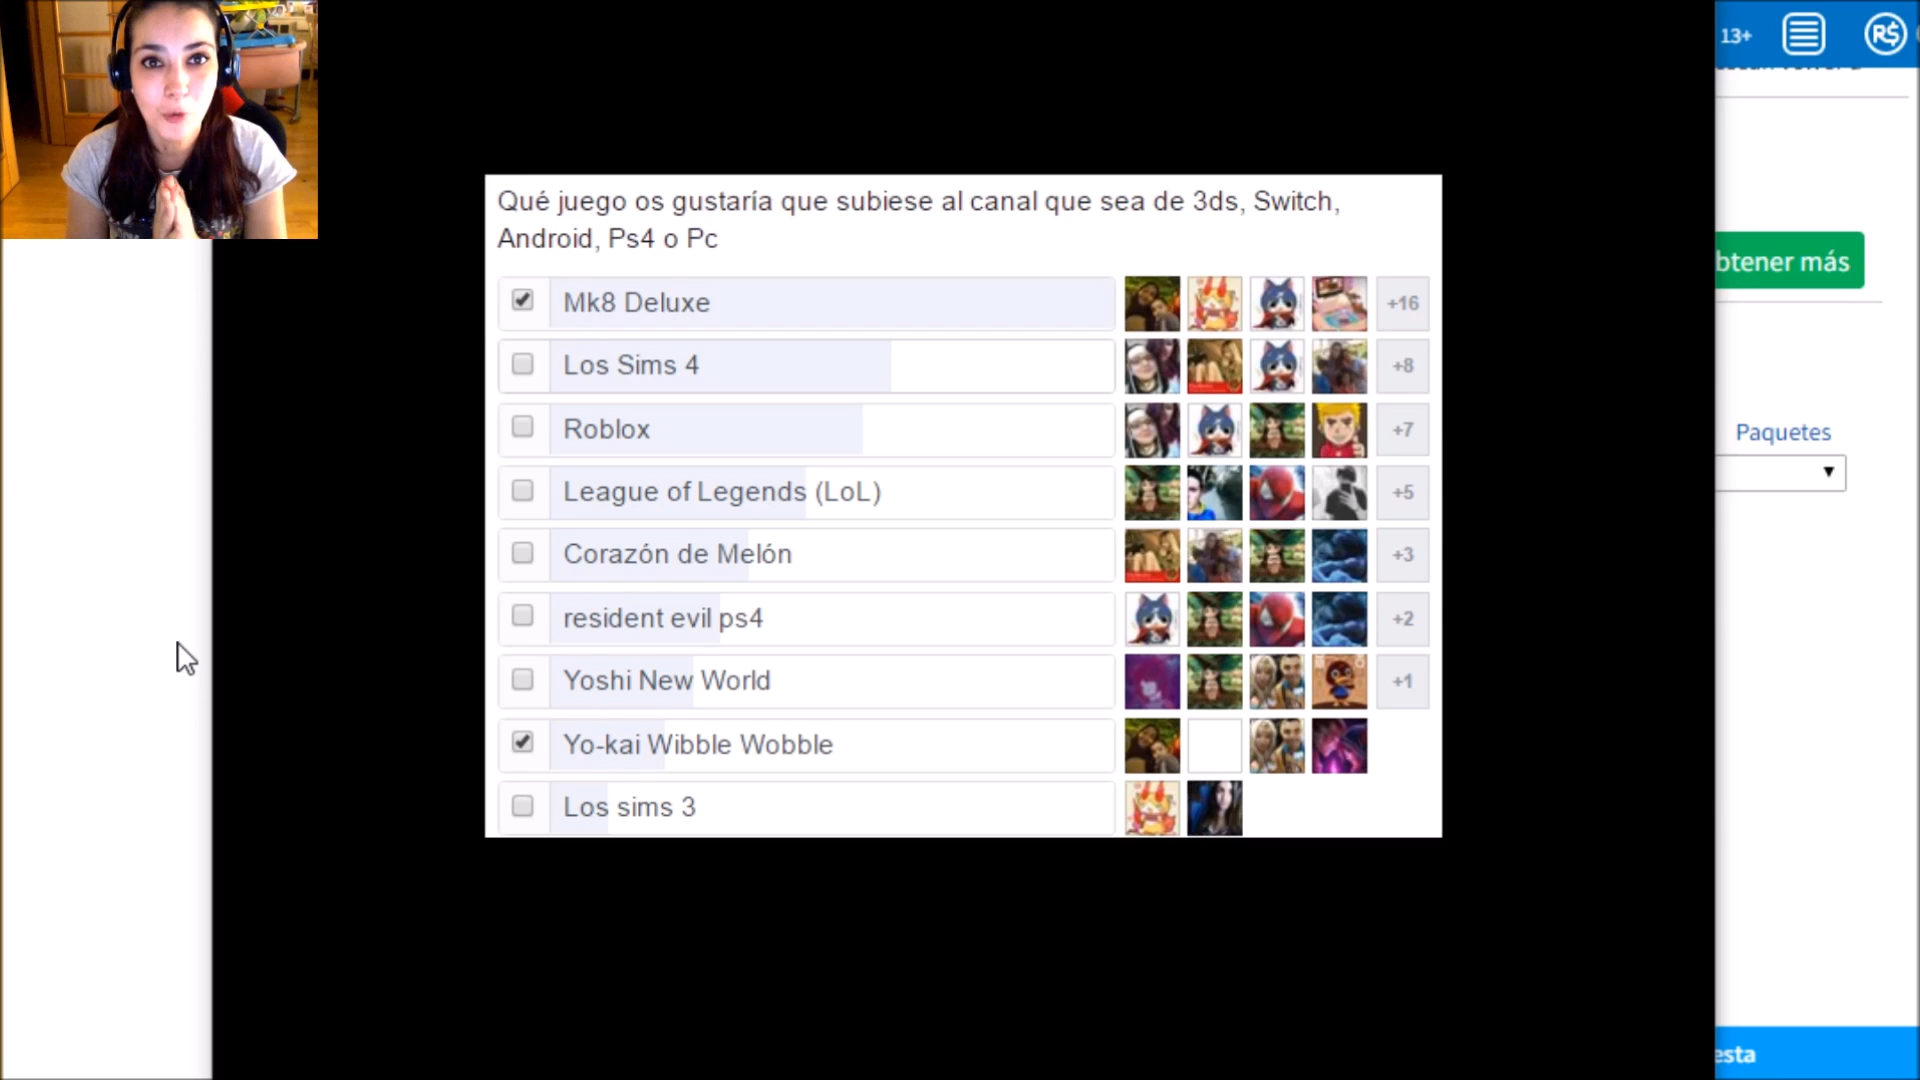 13+
R$
Qué juego os gustaría que subiese al canal que sea de 3ds, Switch,
Android, Ps4 o Pc
btener más
Mk8 Deluxe +16
Los Sims 4 +8
Roblox +7
Paquetes
League of Legends (LoL) +5
Corazón de Melón +3
resident evil ps4 +2
Yoshi New World +1
Yo-kai Wibble Wobble
Los sims 3
esta